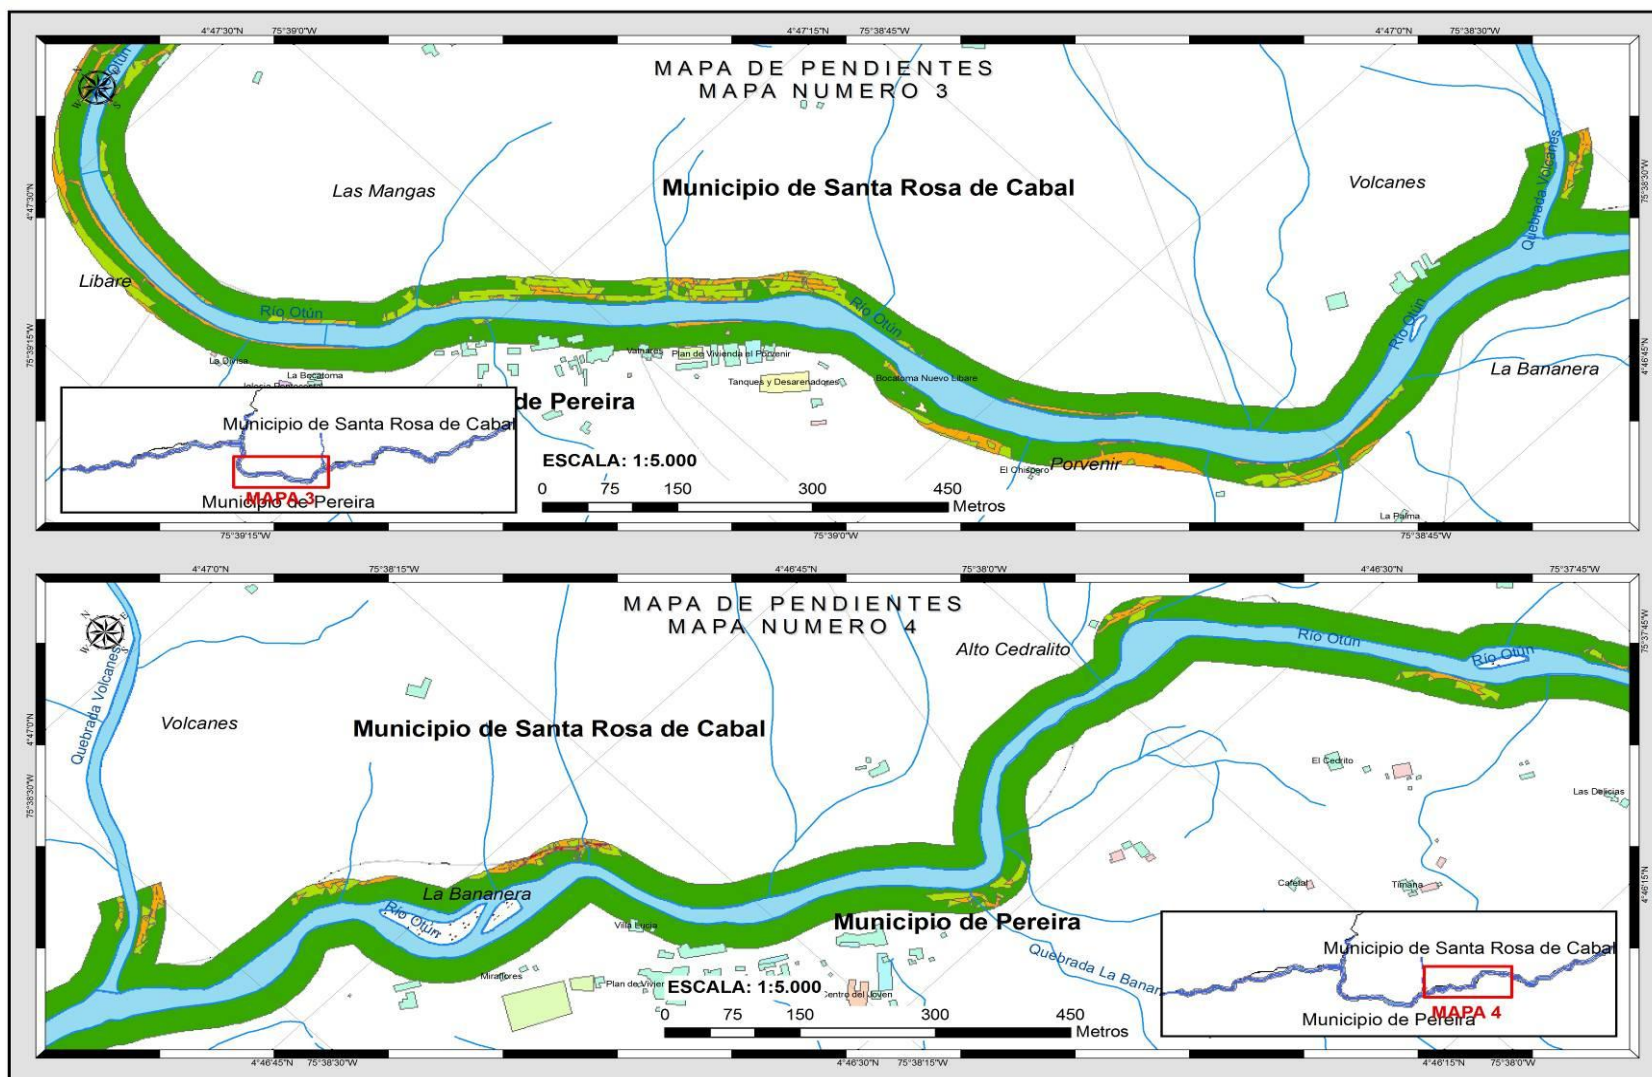 4°47'30"N 75°39'0"W 4°47'15"N 75°38'45"W 4°47'0"N 75°38'30"W
MAPA DE PENDIENTES
MAPA NUMERO 3
Otún
W S
Las Mangas
Municipio de Santa Rosa de Cabal
Volcanes
Quebrada Volcanes
4°47'30"N
75°38'30"W
Libare
Río Otún
Río Otún
Río Otún
75°39'15"W
4°46'45"N
La Divisa
Valmares
Plan de Vivienda el Porvenir
La Bocatoma
Tanques y Desarenadores
Bocatoma Nuevo Libare
La Bananera
de Pereira
Municipio de Santa Rosa de Cabal
MAPA 3
Municipio de Pereira
ESCALA: 1:5.000
0 75 150 300 450
Metros
El Chispero
Porvenir
La Palma
75°39'15"W 75°39'0"W 75°38'45"W
4°47'0"N 75°38'15"W 4°46'45"N 75°38'0"W 4°46'30"N 75°37'45"W
MAPA DE PENDIENTES
MAPA NUMERO 4
N E
W S
Quebrada Volcanes
Volcanes
Alto Cedralito
Río Otún
Río Otún
75°37'45"W
4°47'0"N
Municipio de Santa Rosa de Cabal
75°38'30"W
El Cedrito
Las Delicias
La Bananera
Río Otún
Cafetal
Timana
4°46'15"N
Villa Lucia
Municipio de Pereira
Quebrada La Banan
Miraflores
Plan de Vivier
ESCALA: 1:5.000
Centro del Joven
0 75 150 300 450
Metros
Municipio de Santa Rosa de Cabal
MAPA 4
Municipio de Pereira
4°46'45"N 75°38'30"W 4°46'30"N 75°38'15"W 4°46'15"N 75°38'0"W